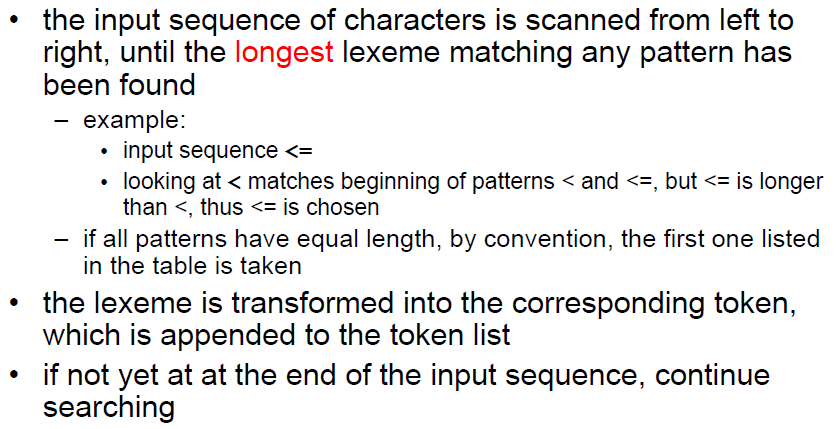 • the input sequence of characters is scanned from left to
right, until the longest lexeme matching any pattern has
been found
– example:
• input sequence <=
• looking at < matches beginning of patterns < and <=, but <= is longer
than <, thus <= is chosen
– if all patterns have equal length, by convention, the first one listed
in the table is taken
• the lexeme is transformed into the corresponding token,
which is appended to the token list
• if not yet at at the end of the input sequence, continue
searching